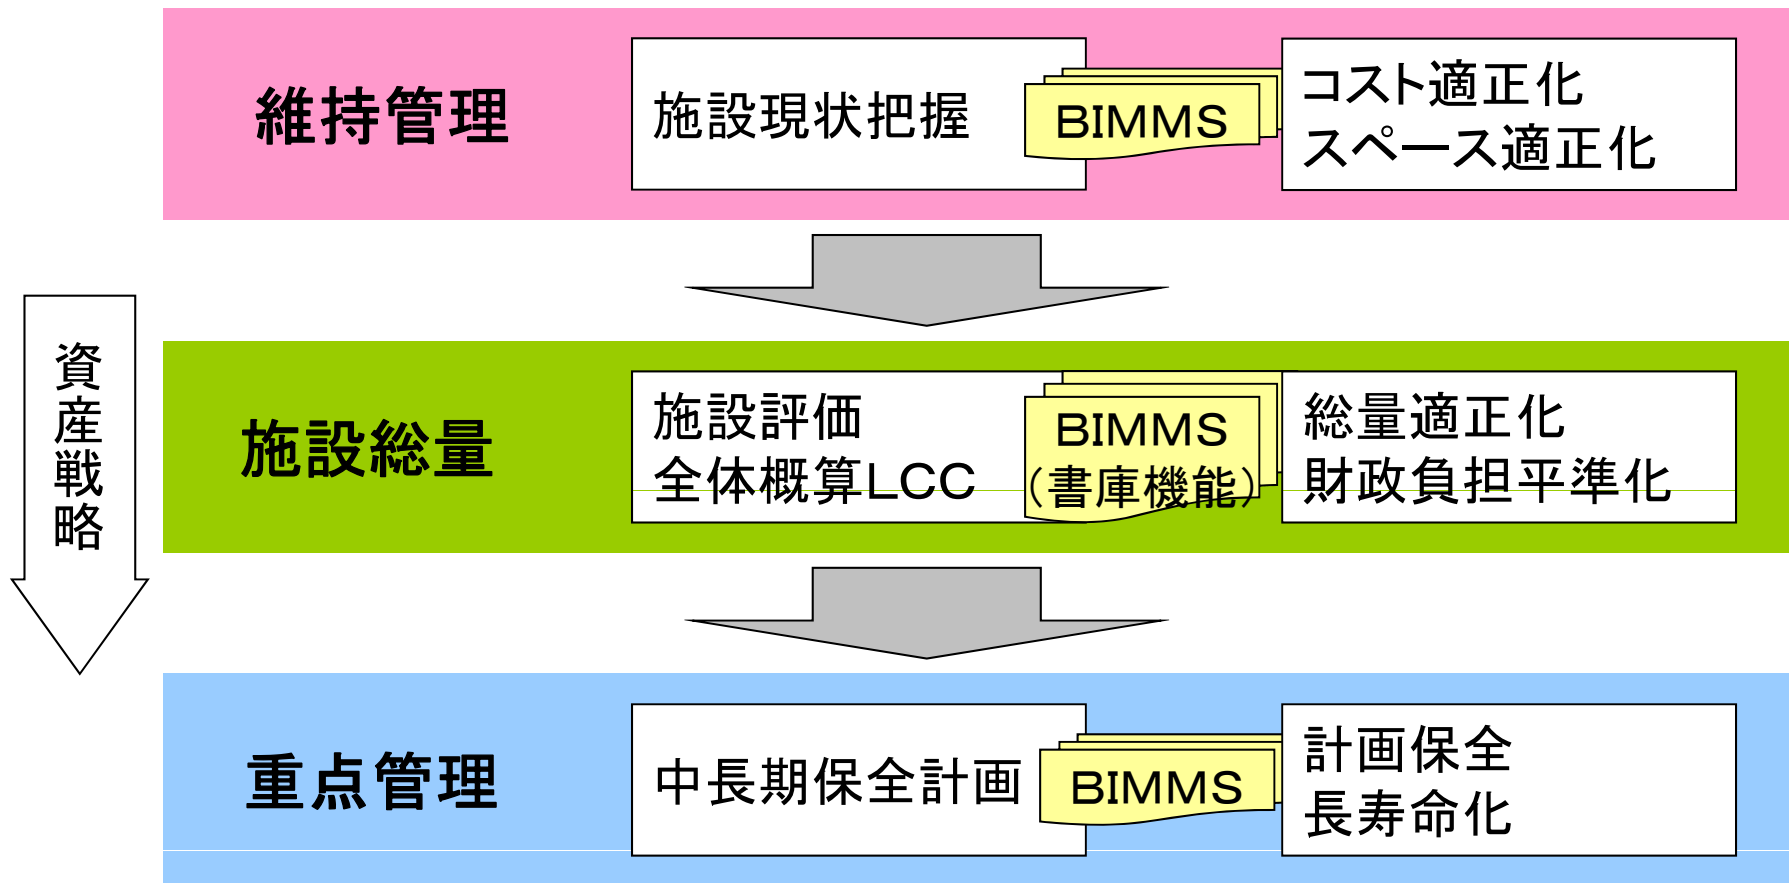 維持管理
施設現状把握
BIMMS
コスト適正化
スペース適正化
資産戦略
施設総量
施設評価
全体概算LCC
BIMMS
(書庫機能)
総量適正化
財政負担平準化
重点管理
中長期保全計画
BIMMS
計画保全
長寿命化